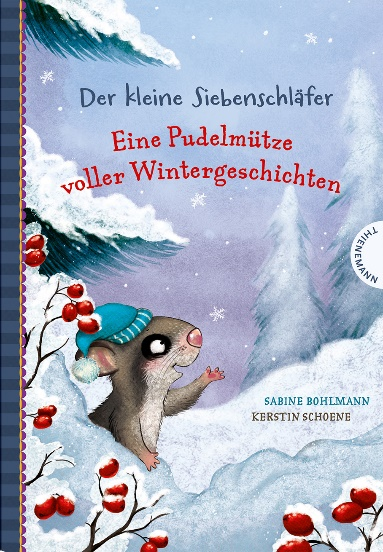 Der kleine Siebenschläfer
Eine Pudelmütze
voller Wintergeschichten
THIENEMANN
SABINE BOHLMANN
KERSTIN SCHOENE